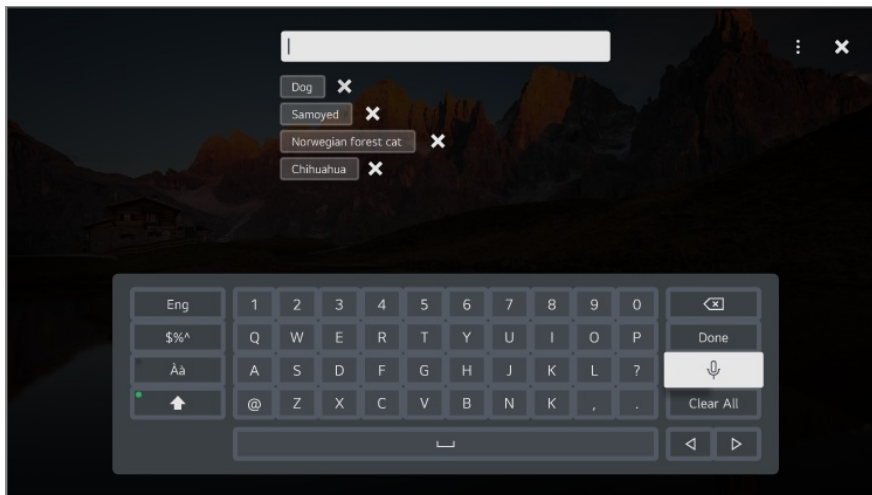 Dog
Samoyed
Norwegian forest cat
Chihuahua
Eng 1 2 3 4 5 6 7 8 9 0
$%^ Q W E R T Y U I O P Done
Àà A S D F G H J K L ?
@ Z X C V B N K , . Clear All